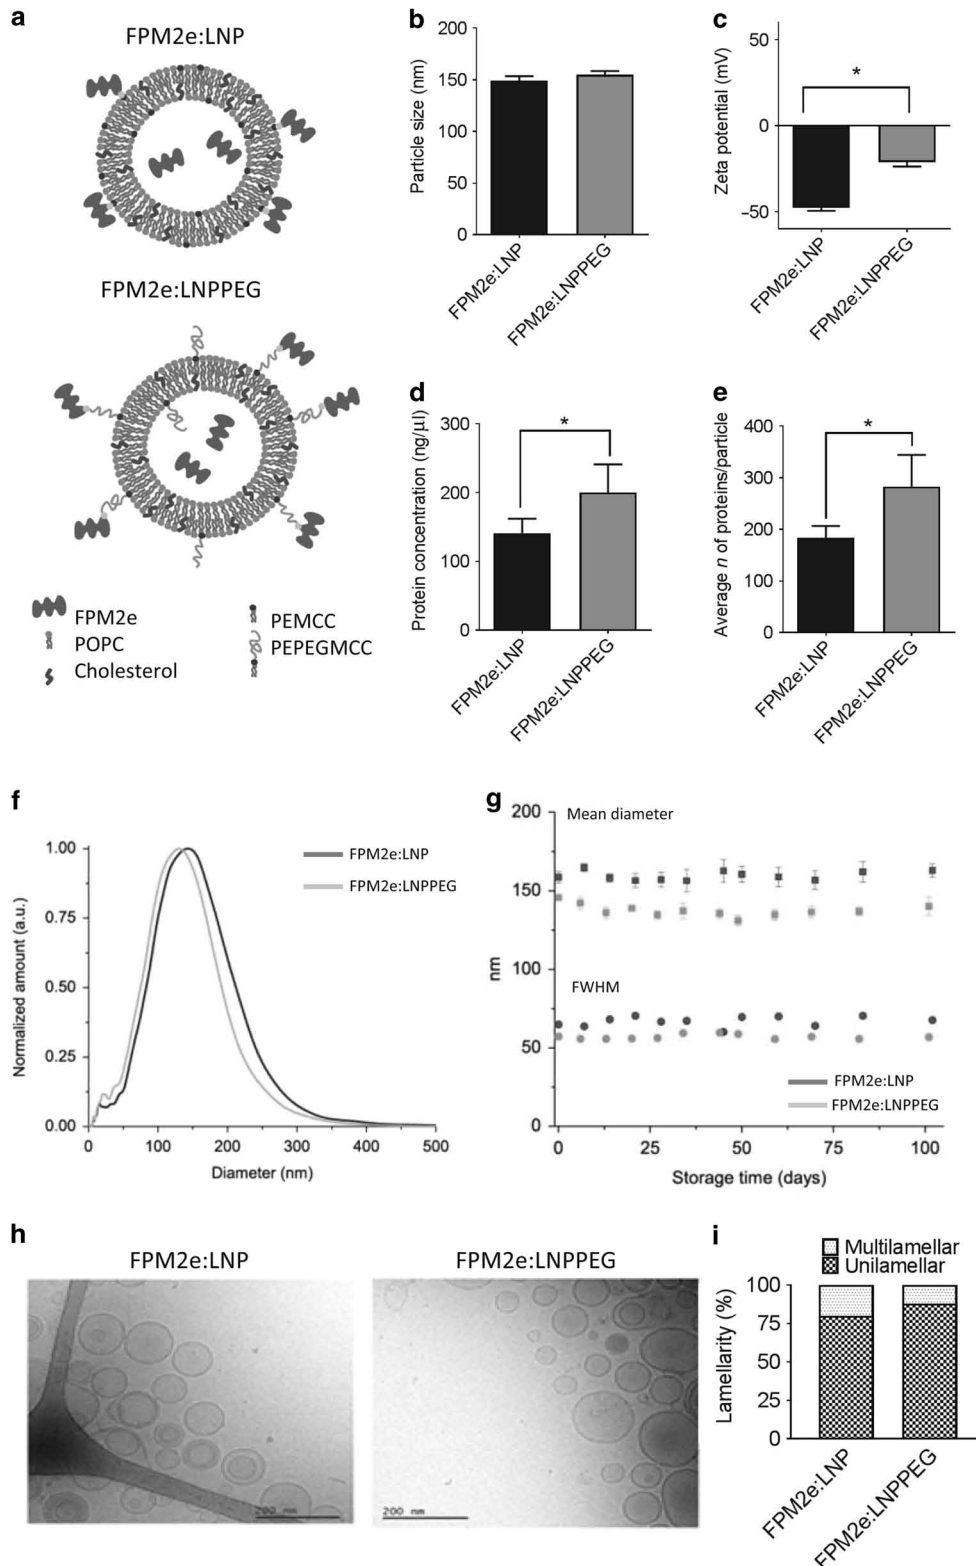 a
FPM2e:LNP
FPM2e:LNPPEG
FPM2e
POPC
Cholesterol
PEMCC
PEPEGMCC
b
Particle size (nm)
200
150
100
50
0
FPM2e:LNP
FPM2e:LNPPEG
c
Zeta potential (mV)
50
0
−50
*
FPM2e:LNP
FPM2e:LNPPEG
d
Protein concentration (ng/µl)
300
200
100
0
*
FPM2e:LNP
FPM2e:LNPPEG
e
Average n of proteins/particle
400
300
200
100
0
*
FPM2e:LNP
FPM2e:LNPPEG
f
Normalized amount (a.u.)
1.00
0.75
0.50
0.25
0.00
0
100
200
300
400
500
Diameter (nm)
FPM2e:LNP
FPM2e:LNPPEG
g
nm
200
150
100
50
0
Mean diameter
FWHM
FPM2e:LNP
FPM2e:LNPPEG
0
25
50
75
100
Storage time (days)
h
FPM2e:LNP
FPM2e:LNPPEG
200 nm
200 nm
i
Multilamellar
Unilamellar
Lamellarity (%)
100
75
50
25
0
FPM2e:LNP
FPM2e:LNPPEG